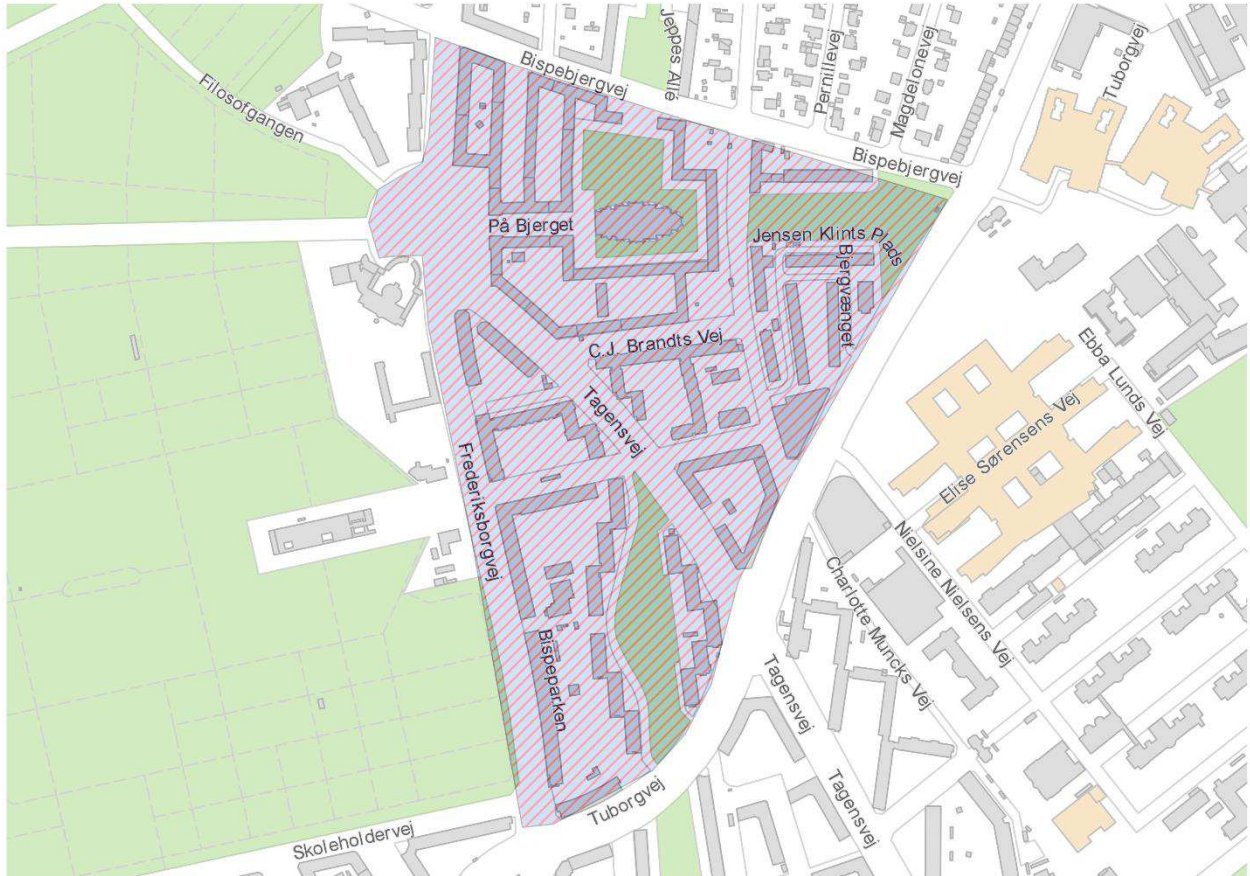 Jeppes Allé
Tuborgvej
Bispebjergvej
Pernillevej
Magdelonevej
Filosofgangen
Bispebjergvej
På Bjerget
Jensen Klints Plads
Bjergvænget
C.J. Brandts Vej
Ebba Lunds Vej
Tagensvej
Elise Sørensens Vej
Frederiksborgvej
Nielsine Nielsens Vej
Charlotte Muncks Vej
Bispeparken
Tagensvej
Tagensvej
Tuborgvej
Skoleholdervej